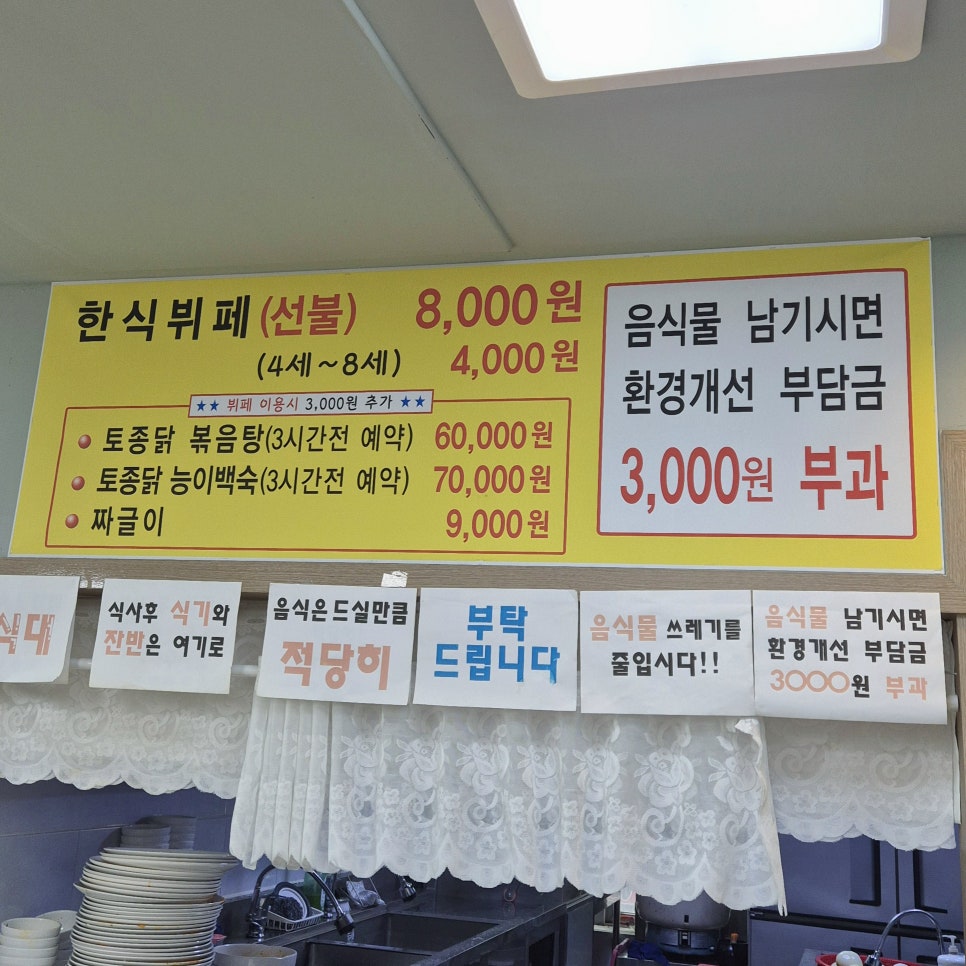 한식뷔페(선불) 8,000원
(4세~8세) 4,000원
★★ 뷔페 이용시 3,000원 추가 ★★
토종닭 볶음탕(3시간전 예약) 60,000원
토종닭 능이백숙(3시간전 예약) 70,000원
짜글이 9,000원
음식물 남기시면
환경개선 부담금
3,000원 부과
식대
식사후 식기와
잔반은 여기로
음식은 드실만큼
적당히
부탁
드립니다
음식물 쓰레기를
줄입시다!!
음식물 남기시면
환경개선 부담금
3000원 부과